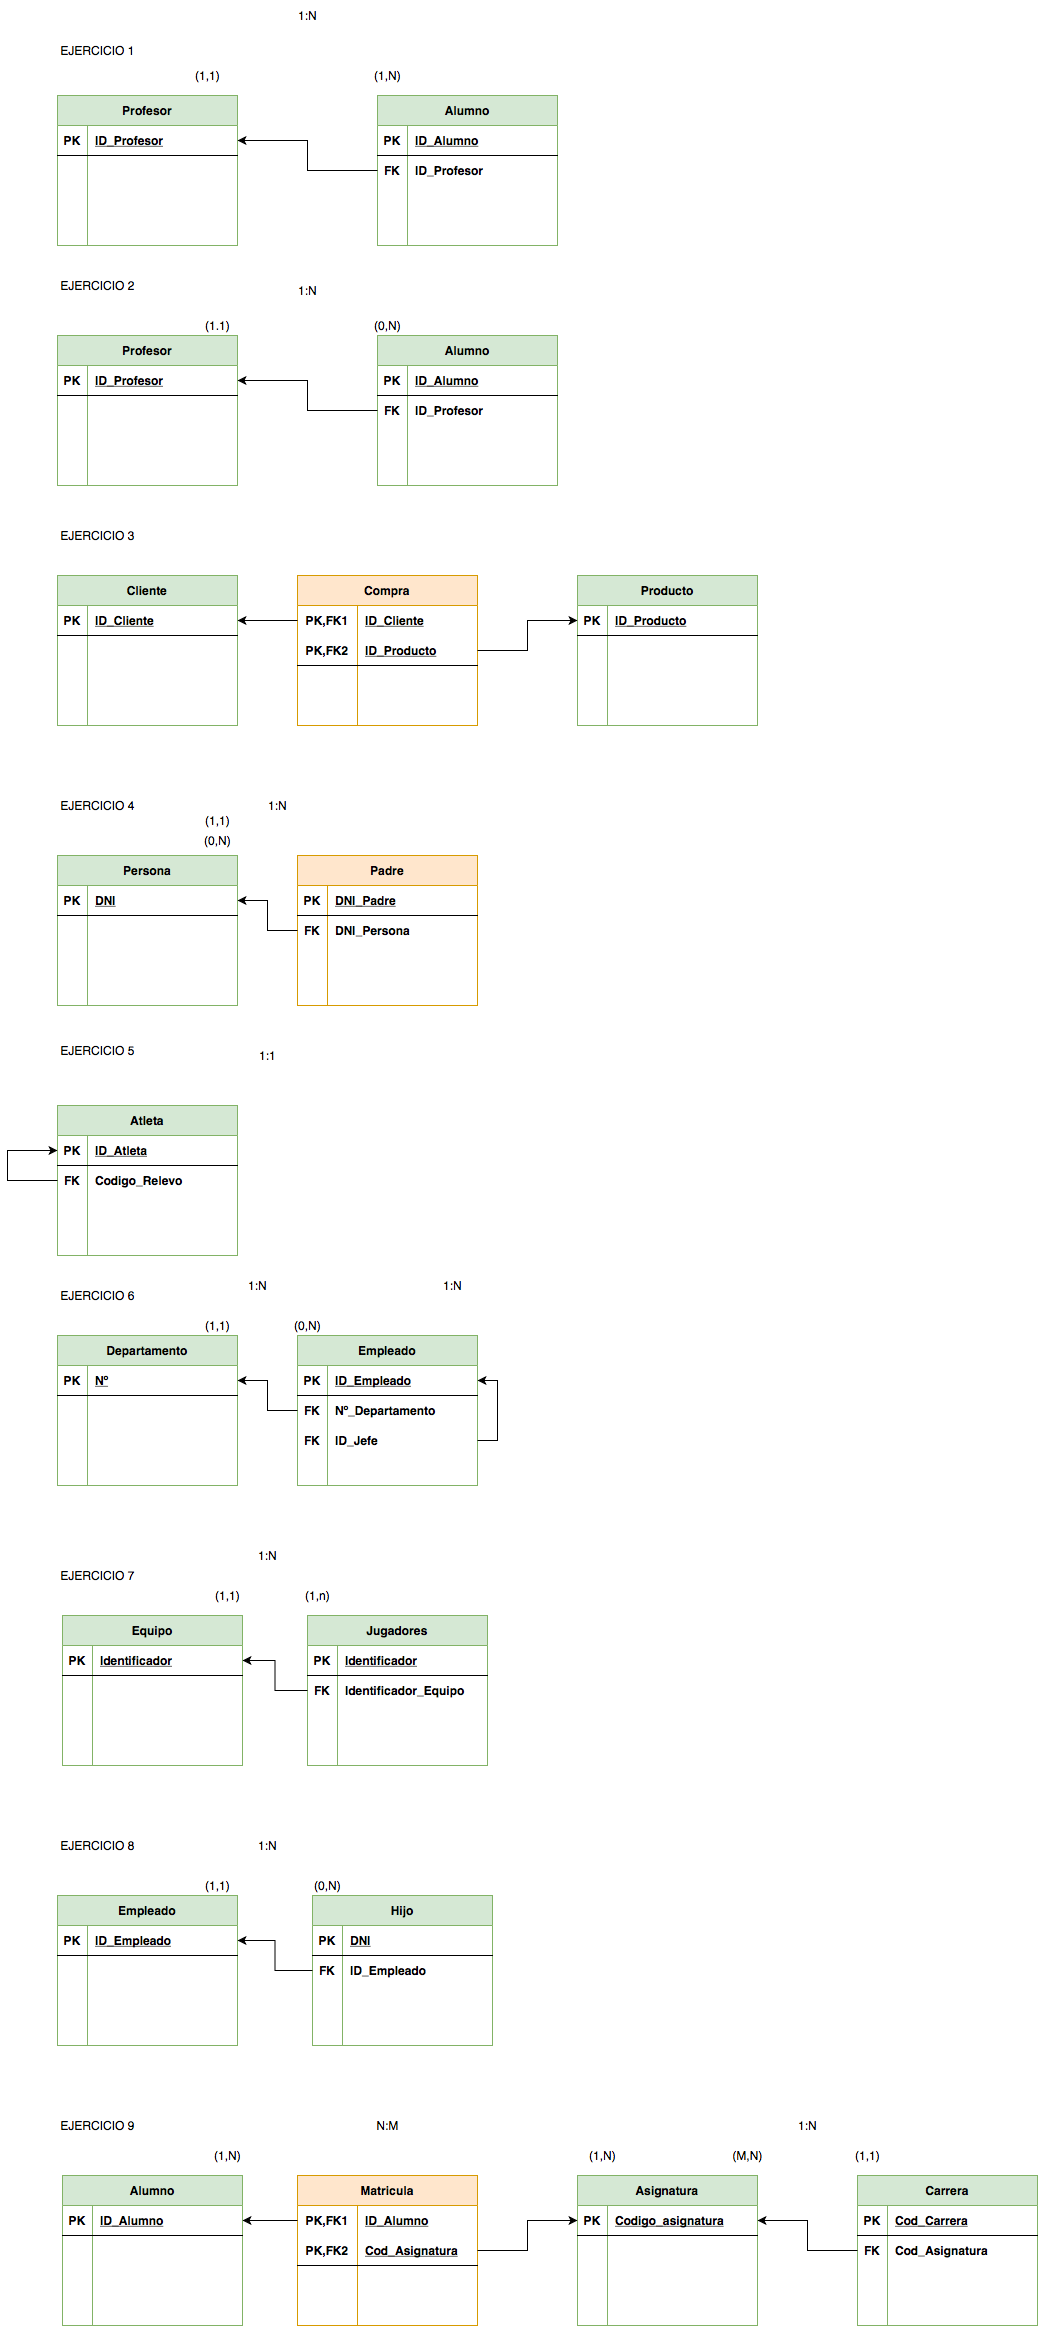 1:N
EJERCICIO 1
(1,1) (1,N)
Profesor Alumno
PK ID_Profesor PK ID_Alumno
FK ID_Profesor
EJERCICIO 2
1:N
(1.1) (0,N)
Profesor Alumno
PK ID_Profesor PK ID_Alumno
FK ID_Profesor
EJERCICIO 3
Cliente Compra Producto
PK ID_Cliente PK,FK1 ID_Cliente PK ID_Producto
PK,FK2 ID_Producto
EJERCICIO 4 1:N
(1,1)
(0,N)
Persona Padre
PK DNI PK DNI_Padre
FK DNI_Persona
EJERCICIO 5 1:1
Atleta
PK ID_Atleta
FK Codigo_Relevo
1:N 1:N
EJERCICIO 6
(1,1) (0,N)
Departamento Empleado
PK Nº PK ID_Empleado
FK Nº_Departamento
FK ID_Jefe
1:N
EJERCICIO 7
(1,1) (1,n)
Equipo Jugadores
PK Identificador PK Identificador
FK Identificador_Equipo
EJERCICIO 8 1:N
(1,1) (0,N)
Empleado Hijo
PK ID_Empleado PK DNI
FK ID_Empleado
EJERCICIO 9 N:M 1:N
(1,N) (1,N) (M,N) (1,1)
Alumno Matricula Asignatura Carrera
PK ID_Alumno PK,FK1 ID_Alumno PK Codigo_asignatura PK Cod_Carrera
PK,FK2 Cod_Asignatura FK Cod_Asignatura